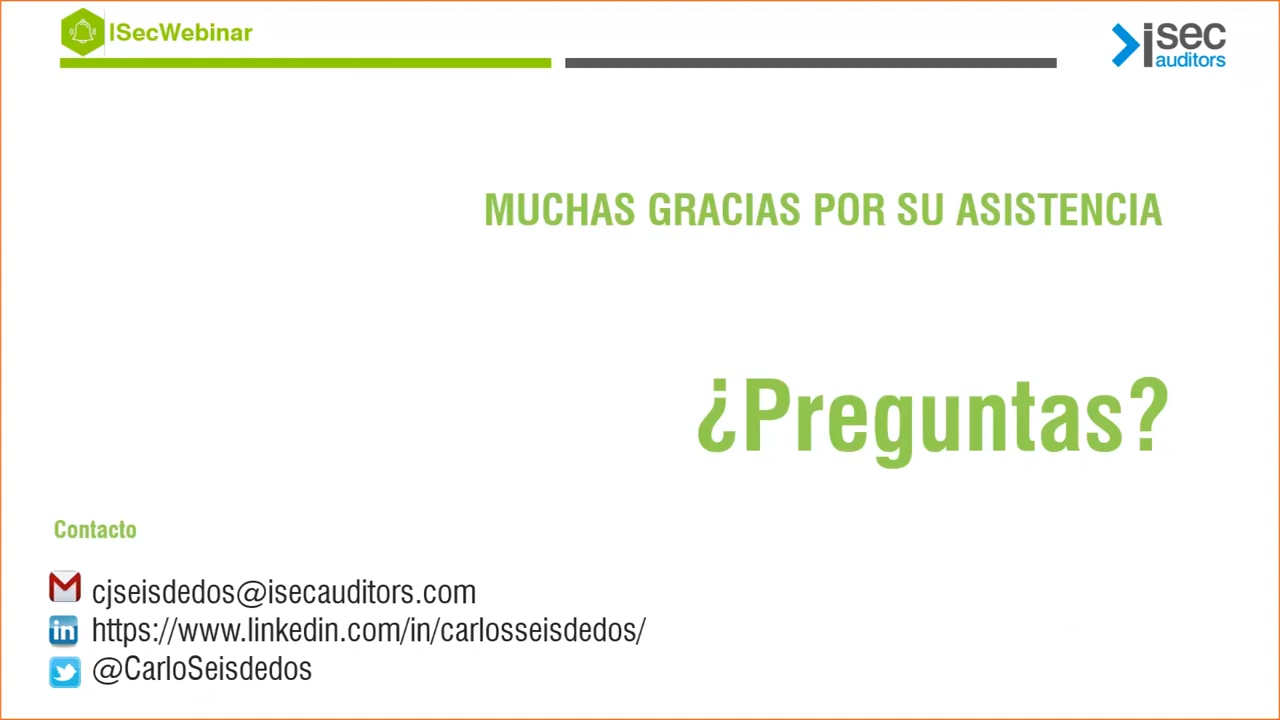 ISecWebinar
isec
auditors
MUCHAS GRACIAS POR SU ASISTENCIA
¿Preguntas?
Contacto
cjseisdedos@isecauditors.com
https://www.linkedin.com/in/carlosseisdedos/
@CarloSeisdedos